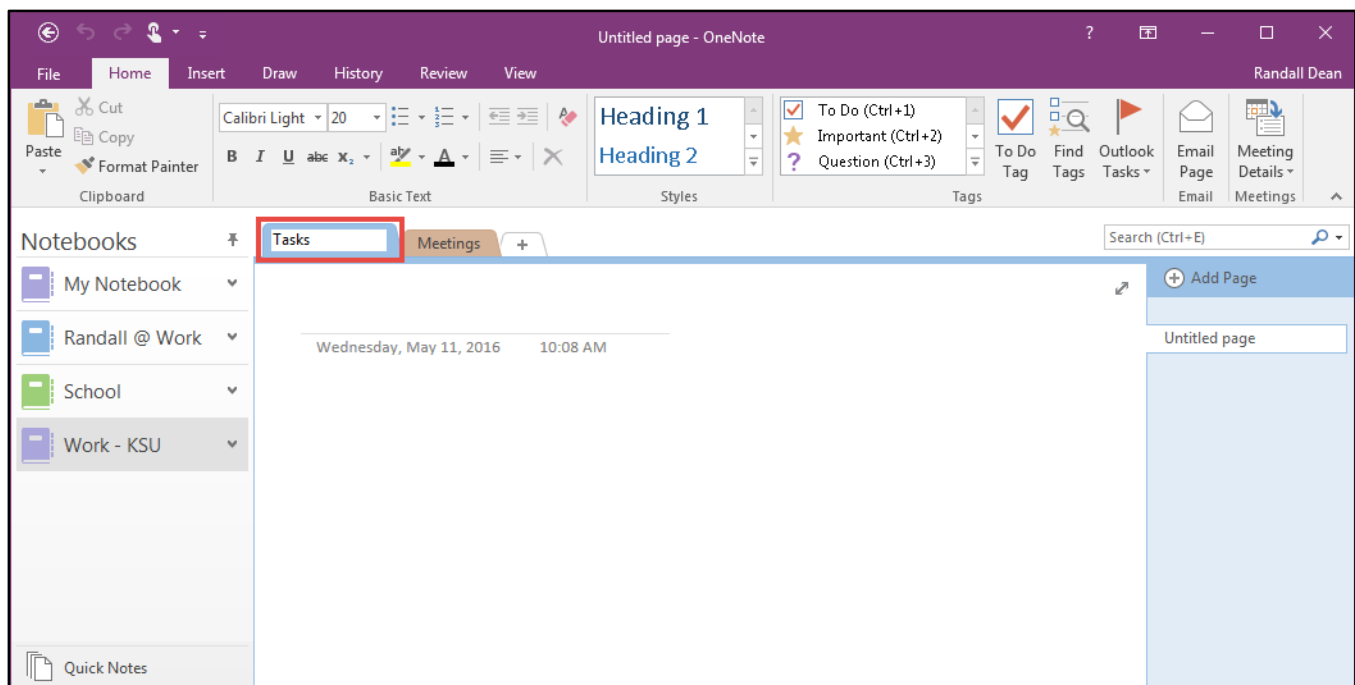 Untitled page - OneNote
?
File Home Insert Draw History Review View Randall Dean
Paste
Cut
Copy
Format Painter
Clipboard
Calibri Light 20
B I U abc X₂ aby A
Basic Text
Heading 1
Heading 2
Styles
To Do (Ctrl+1)
Important (Ctrl+2)
? Question (Ctrl+3)
To Do Tag
Find Tags
Outlook Tasks
Tags
Email Page
Email
Meeting Details
Meetings
Notebooks
My Notebook
Randall @ Work
School
Work - KSU
Quick Notes
Tasks Meetings +
Search (Ctrl+E)
Wednesday, May 11, 2016 10:08 AM
Add Page
Untitled page